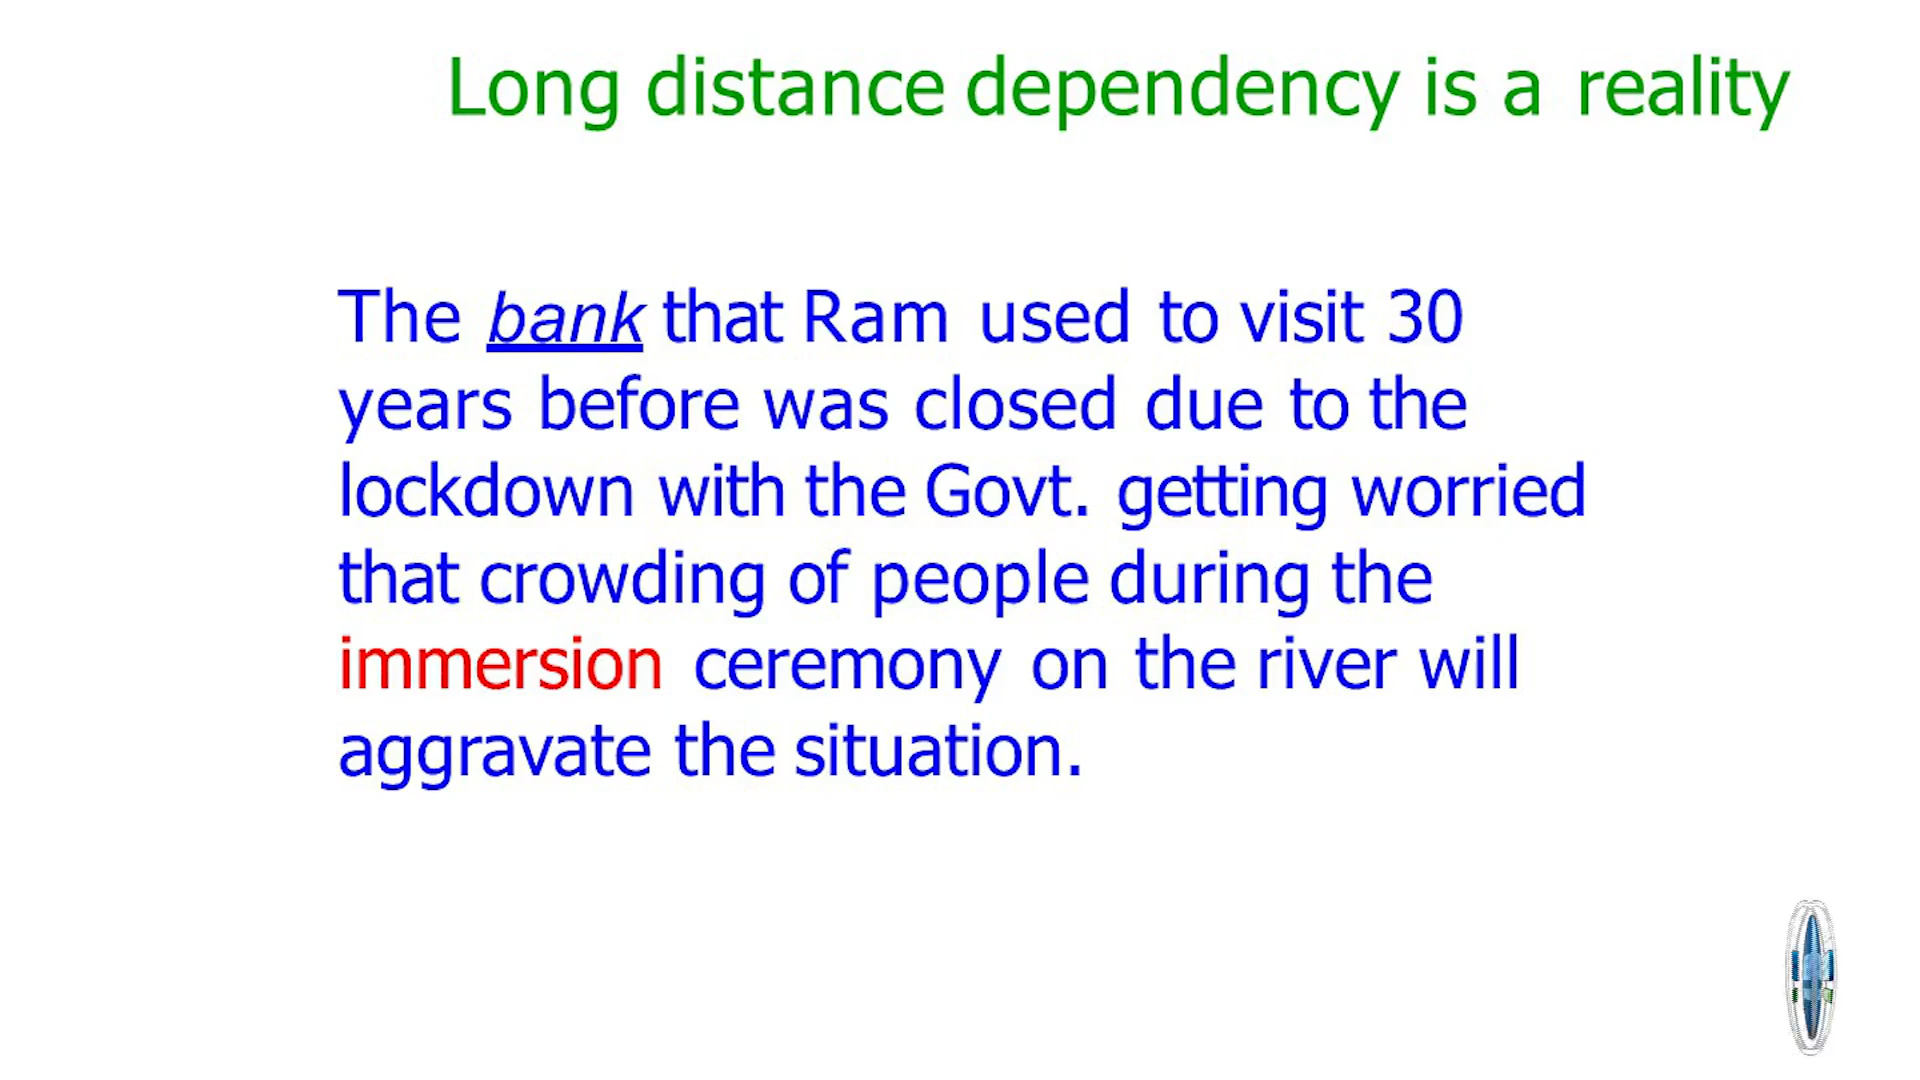 Long distance dependency is a reality
The bank that Ram used to visit 30
years before was closed due to the
lockdown with the Govt. getting worried
that crowding of people during the
immersion ceremony on the river will
aggravate the situation.